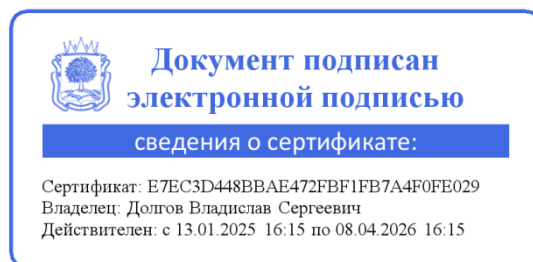 Документ подписан
электронной подписью
сведения о сертификате:
Сертификат: E7EC3D448BBAE472FBF1FB7A4F0FE029
Владелец: Долгов Владислав Сергеевич
Действителен: с 13.01.2025 16:15 по 08.04.2026 16:15